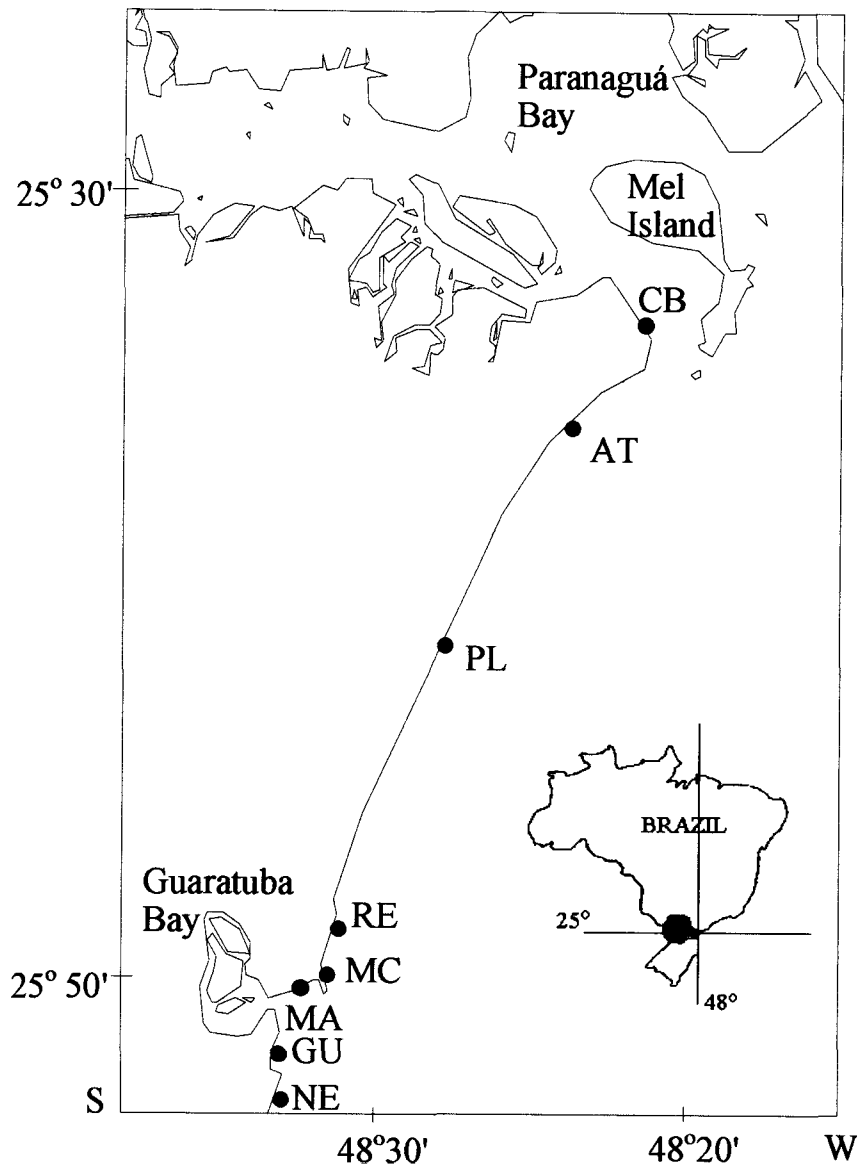 Paranaguá
Bay
25° 30'
Mel
Island
CB
AT
PL
BRAZIL
Guaratuba
Bay
RE
25°
MC
25° 50'
48°
MA
GU
NE
S
48°30'
48°20'
W